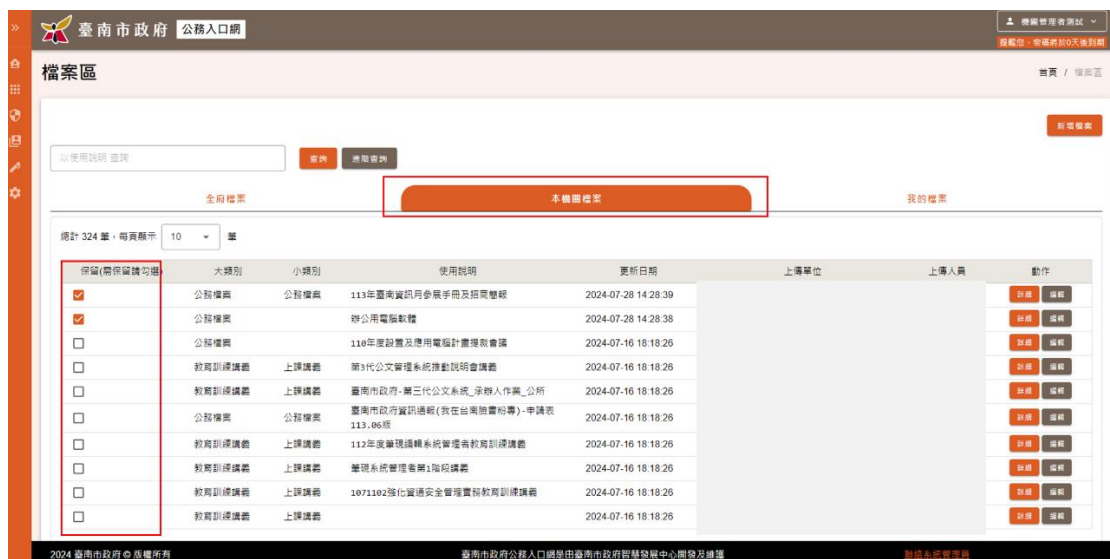 臺南市政府 公務入口網
機關管理者測試
提醒您，密碼將於0天後到期
檔案區
首頁 / 檔案區
新增檔案
以使用說明 查詢
查詢 進階查詢
全府檔案 本機關檔案 我的檔案
總計 324 筆，每頁顯示 10 筆
保留(需保留請勾選) 大類別 小類別 使用說明 更新日期 上傳單位 上傳人員 動作
公務檔案 公務檔案 113年臺南資訊月參展手冊及招商簡報 2024-07-28 14:28:39 詳細 編輯
公務檔案 辦公用電腦軟體 2024-07-28 14:28:38 詳細 編輯
公務檔案 110年度設置及應用電腦計畫提報會議 2024-07-16 18:18:26 詳細 編輯
教育訓練講義 上課講義 第3代公文管理系統推動說明會講義 2024-07-16 18:18:26 詳細 編輯
教育訓練講義 上課講義 臺南市政府-第三代公文系統_承辦人作業_公所 2024-07-16 18:18:26 詳細 編輯
公務檔案 公務檔案 臺南市政府資訊通報(我在台南臉書粉專)-申請表
113.06版 2024-07-16 18:18:26 詳細 編輯
教育訓練講義 上課講義 112年度筆硯編輯系統管理者教育訓練講義 2024-07-16 18:18:26 詳細 編輯
教育訓練講義 上課講義 筆硯系統管理者第1階段講義 2024-07-16 18:18:26 詳細 編輯
教育訓練講義 上課講義 1071102強化資通安全管理實務教育訓練講義 2024-07-16 18:18:26 詳細 編輯
教育訓練講義 上課講義 2024-07-16 18:18:26 詳細 編輯
2024 臺南市政府 © 版權所有 臺南市政府公務入口網是由臺南市政府智慧發展中心開發及維護 聯絡系統管理員